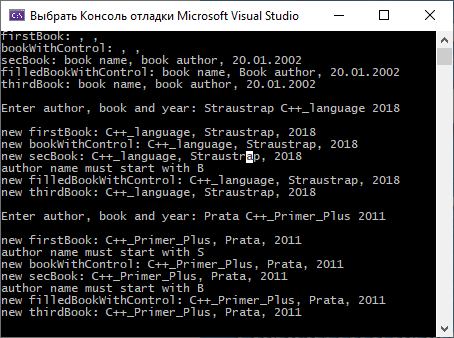 Выбрать Консоль отладки Microsoft Visual Studio
firstBook: , ,
bookWithControl: , ,
secBook: book name, book author, 20.01.2002
filledBookWithControl: book name, Book author, 20.01.2002
thirdBook: book name, book author, 20.01.2002
Enter author, book and year: Straustrap C++_language 2018
new firstBook: C++_language, Straustrap, 2018
new bookWithControl: C++_language, Straustrap, 2018
new secBook: C++_language, Straustrap, 2018
author name must start with B
new filledBookWithControl: C++_language, Straustrap, 2018
new thirdBook: C++_language, Straustrap, 2018
Enter author, book and year: Prata C++_Primer_Plus 2011
new firstBook: C++_Primer_Plus, Prata, 2011
author name must start with S
new bookWithControl: C++_Primer_Plus, Prata, 2011
new secBook: C++_Primer_Plus, Prata, 2011
author name must start with B
new filledBookWithControl: C++_Primer_Plus, Prata, 2011
new thirdBook: C++_Primer_Plus, Prata, 2011